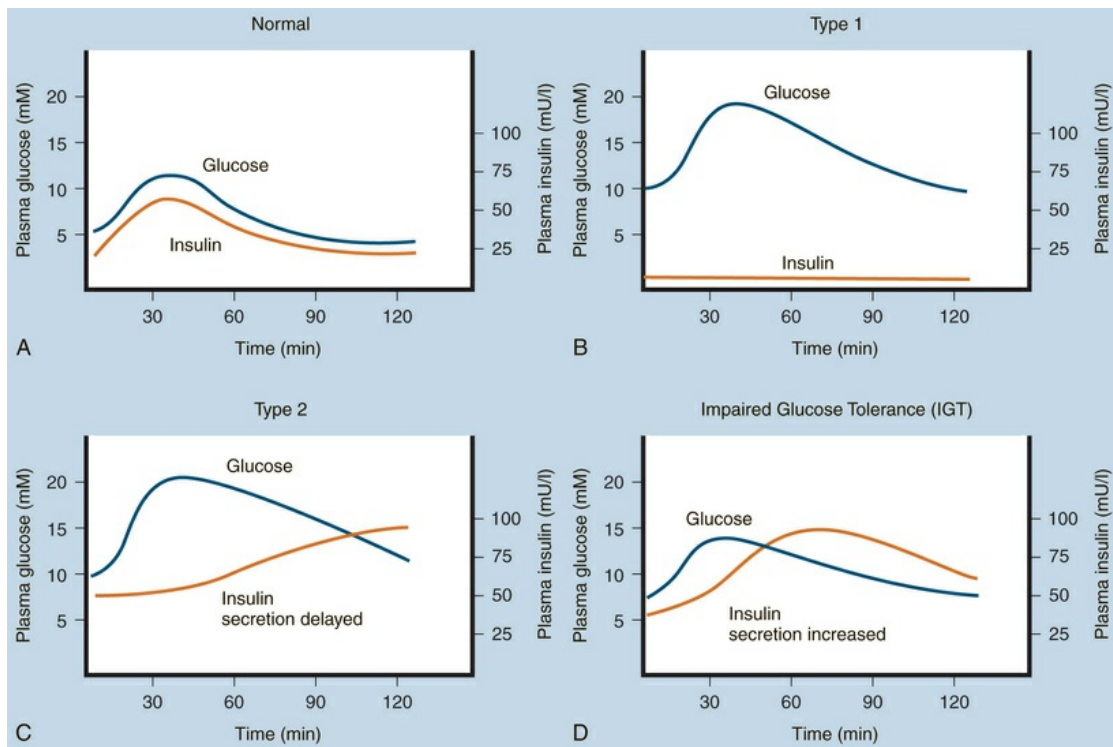 Normal
Plasma glucose (mM)
20
15
10
5
Glucose
Insulin
100
75
50
25
Plasma insulin (mU/l)
30 60 90 120
Time (min)
A
Type 1
Plasma glucose (mM)
20
15
10
5
Glucose
Insulin
100
75
50
25
Plasma insulin (mU/l)
30 60 90 120
Time (min)
B
Type 2
Plasma glucose (mM)
20
15
10
5
Glucose
Insulin
secretion delayed
100
75
50
25
Plasma insulin (mU/l)
30 60 90 120
Time (min)
C
Impaired Glucose Tolerance (IGT)
Plasma glucose (mM)
20
15
10
5
Glucose
Insulin
secretion increased
100
75
50
25
Plasma insulin (mU/l)
30 60 90 120
Time (min)
D